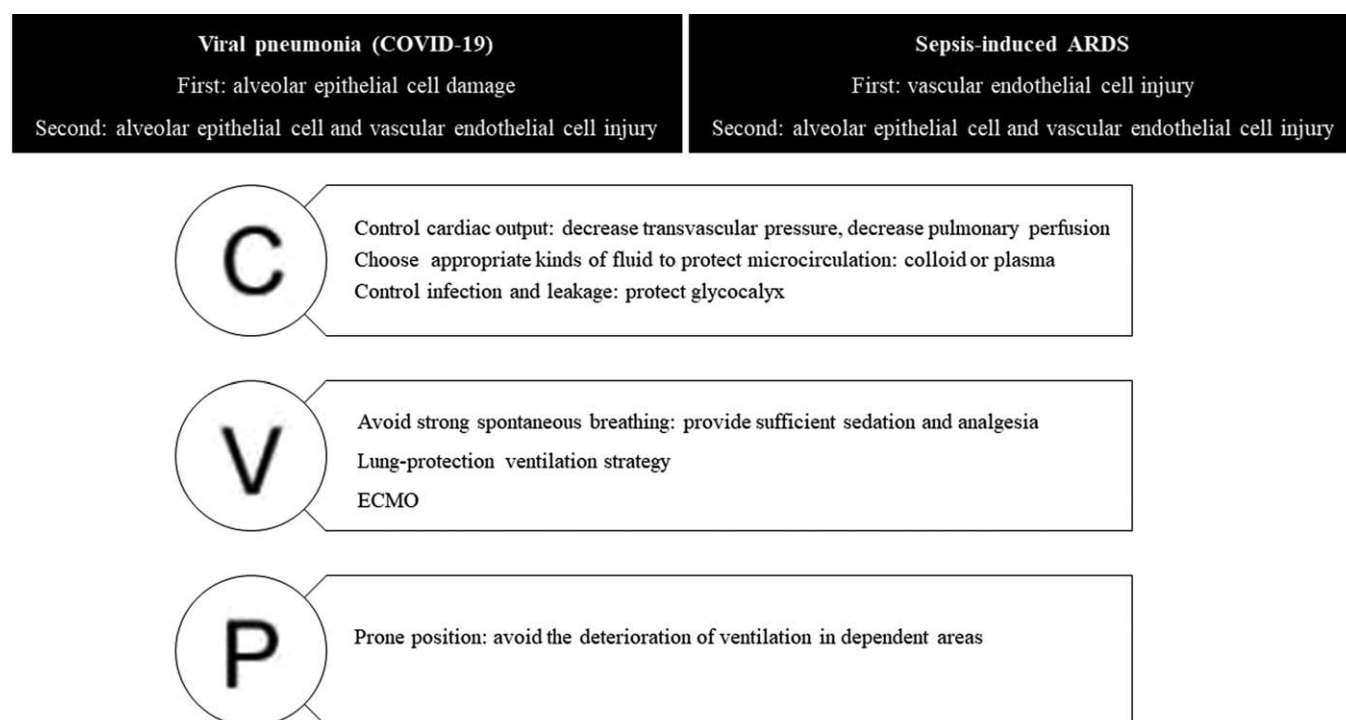 Viral pneumonia (COVID-19)
First: alveolar epithelial cell damage
Second: alveolar epithelial cell and vascular endothelial cell injury
Sepsis-induced ARDS
First: vascular endothelial cell injury
Second: alveolar epithelial cell and vascular endothelial cell injury
C
Control cardiac output: decrease transvascular pressure, decrease pulmonary perfusion
Choose appropriate kinds of fluid to protect microcirculation: colloid or plasma
Control infection and leakage: protect glycocalyx
V
Avoid strong spontaneous breathing: provide sufficient sedation and analgesia
Lung-protection ventilation strategy
ECMO
P
Prone position: avoid the deterioration of ventilation in dependent areas